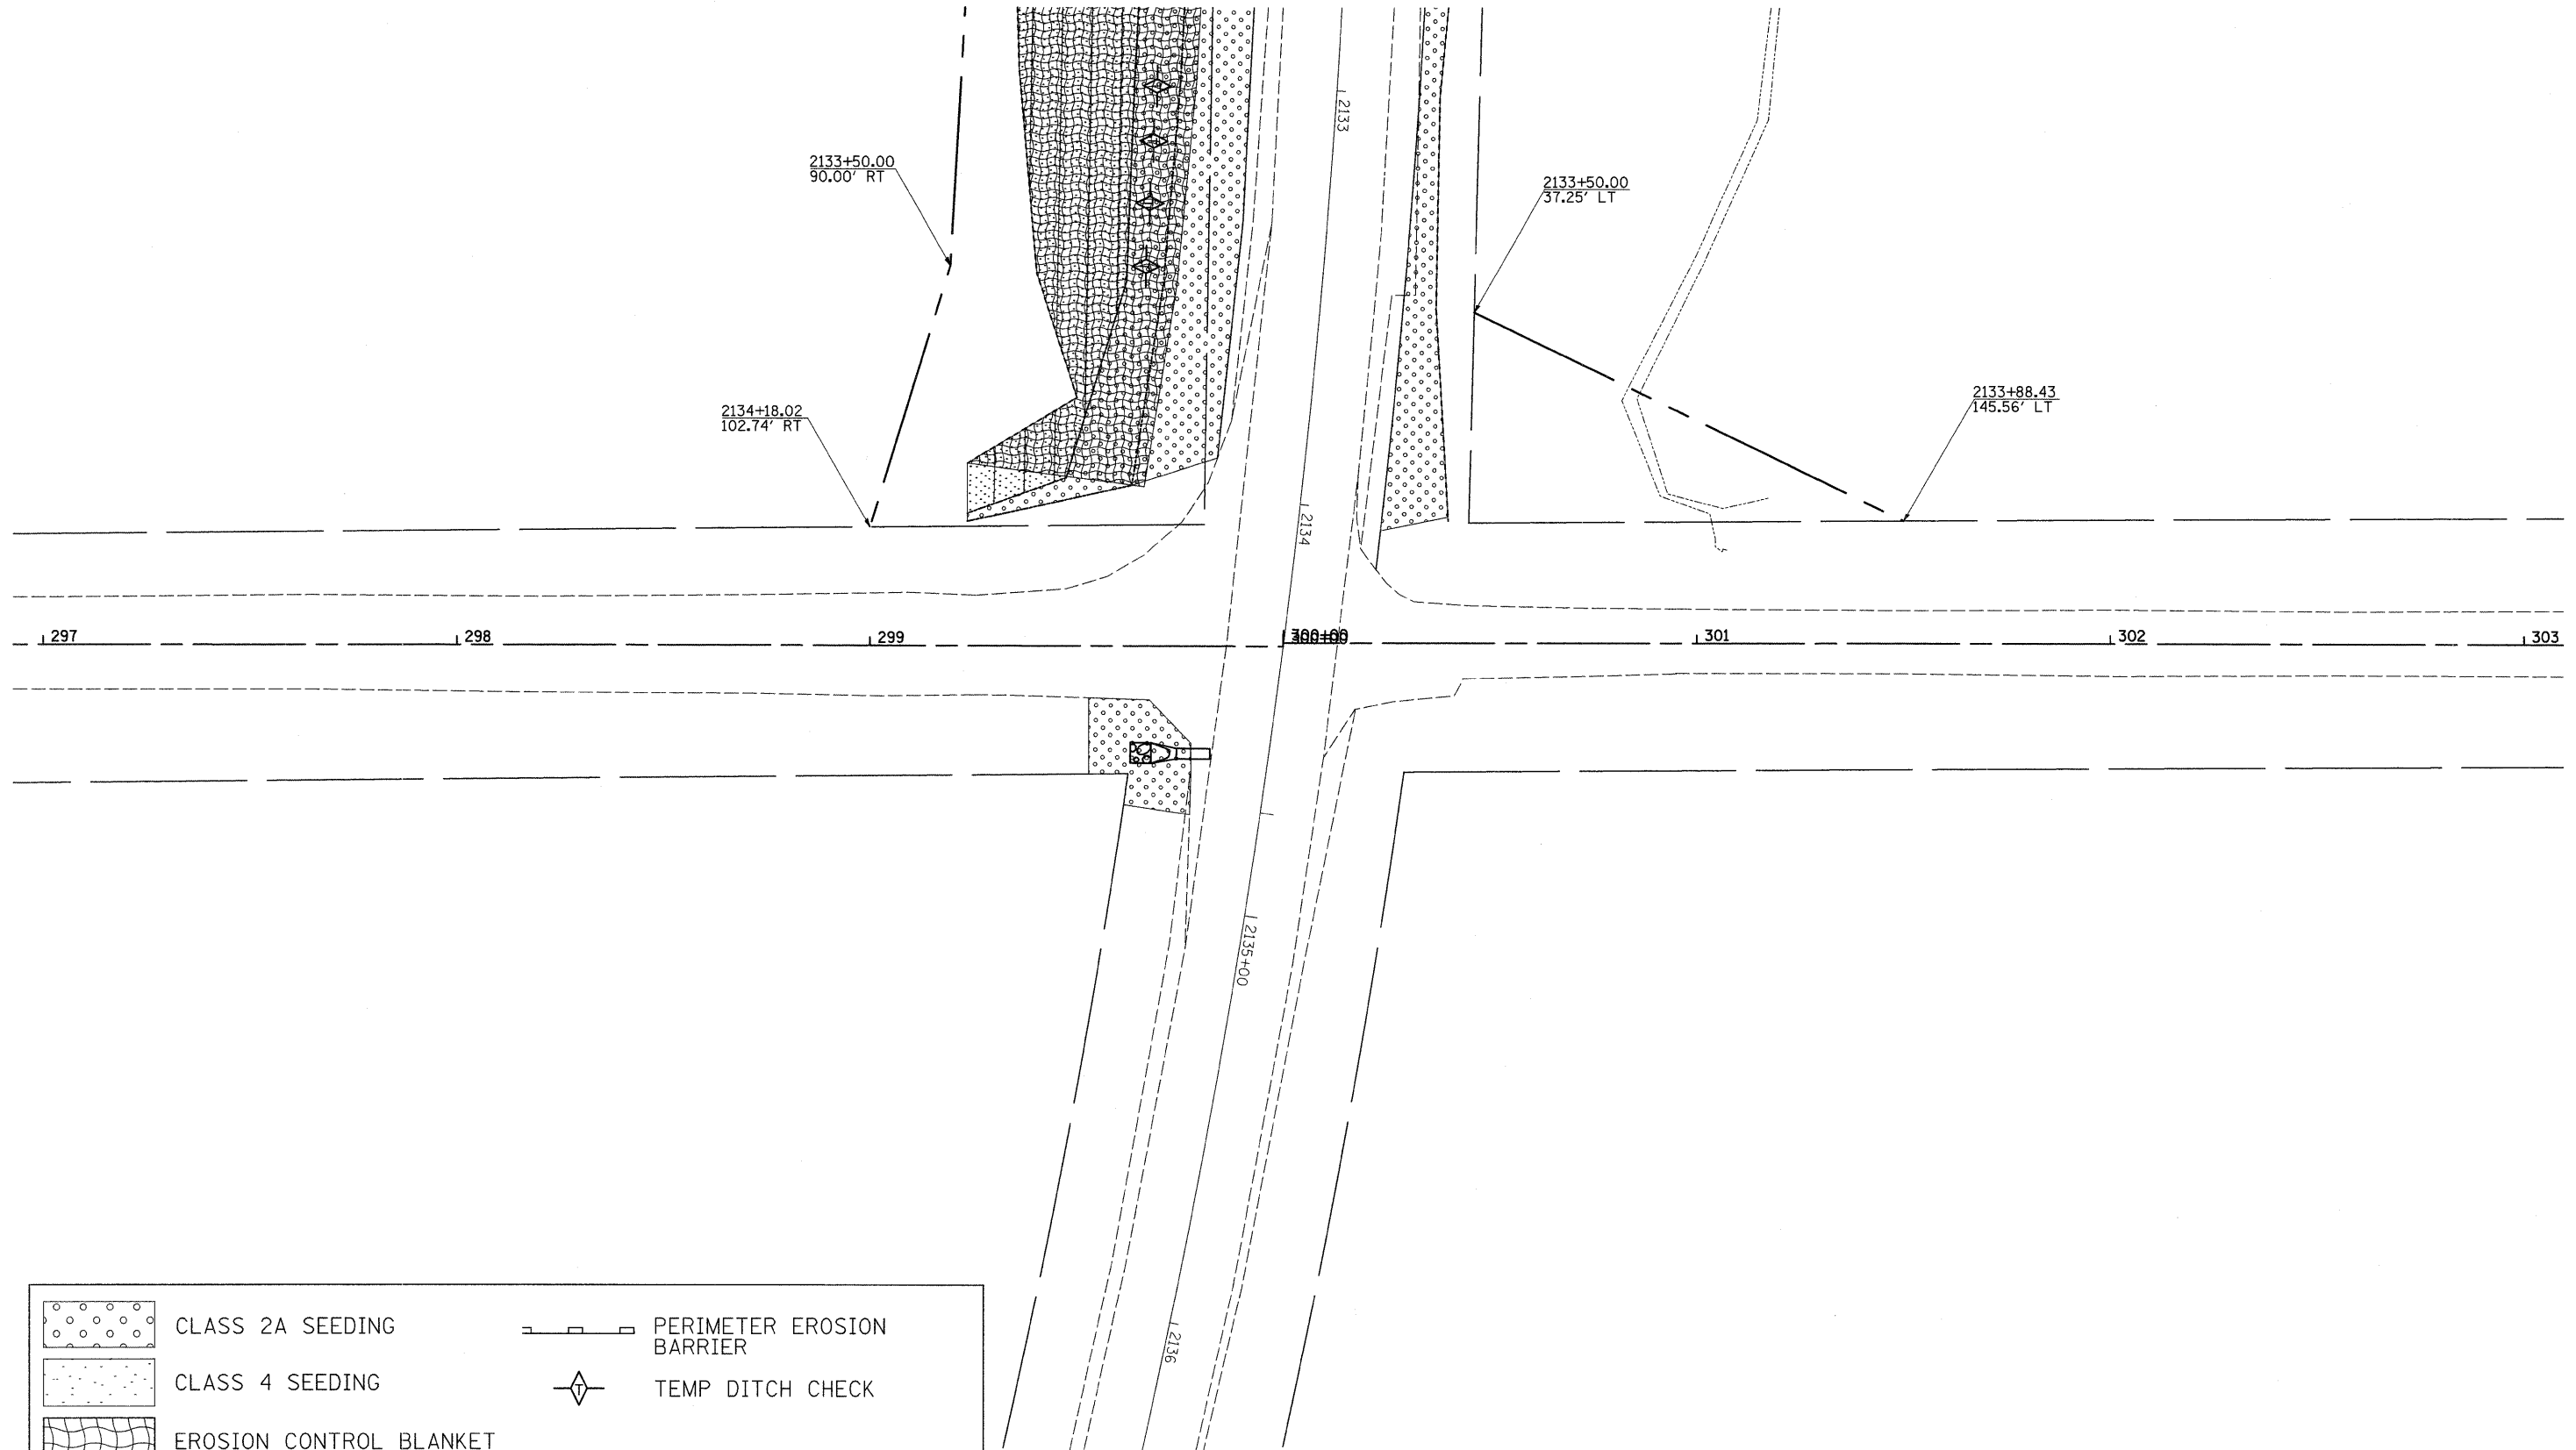 2133
2133+50.00
90.00' RT
2133+50.00
37.25' LT
2133+88.43
145.56' LT
2134+18.02
102.74' RT
2134
297
298
299
300+00
301
302
303
2135+00
2136
CLASS 2A SEEDING
PERIMETER EROSION
BARRIER
CLASS 4 SEEDING
T
TEMP DITCH CHECK
EROSION CONTROL BLANKET